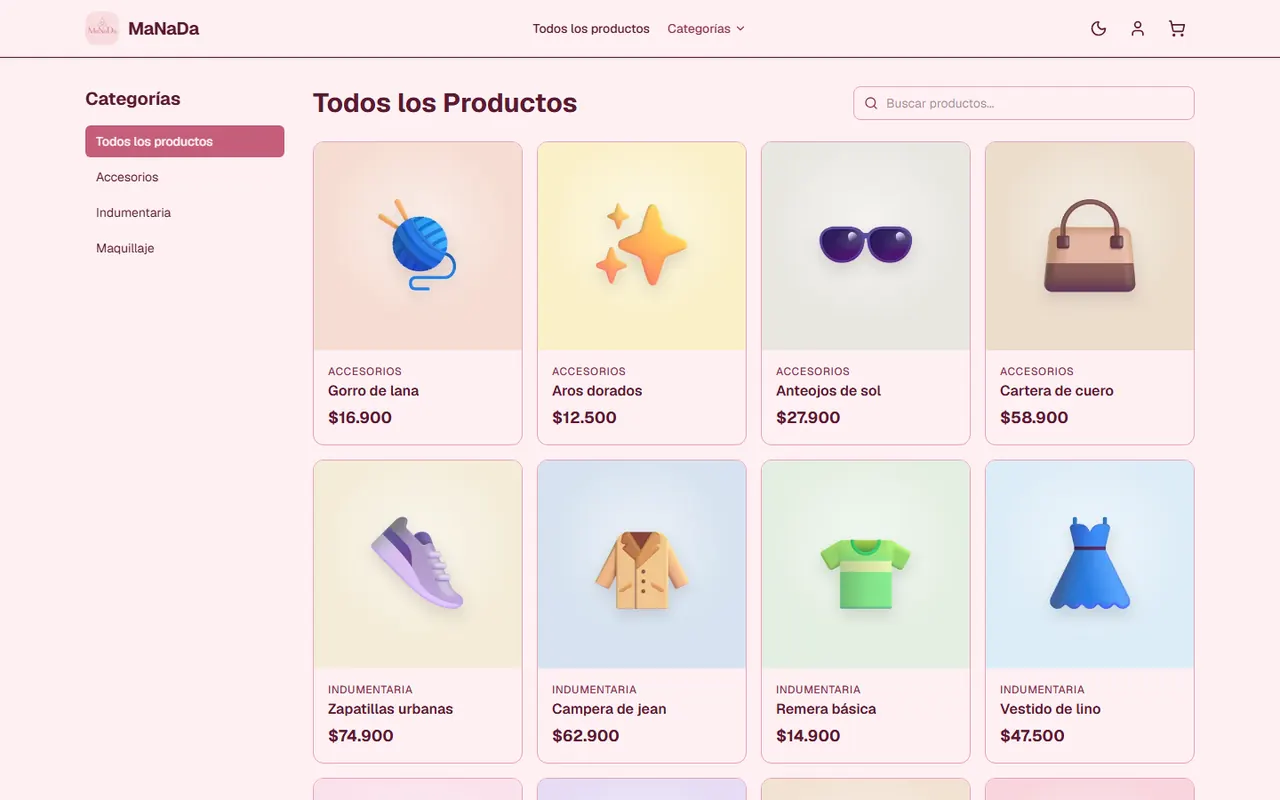 MaNaDa
MaNaDa
Todos los productos
Categorías
Categorías
Todos los productos
Accesorios
Indumentaria
Maquillaje
Todos los Productos
Buscar productos...
ACCESORIOS
Gorro de lana
$16.900
ACCESORIOS
Aros dorados
$12.500
ACCESORIOS
Anteojos de sol
$27.900
ACCESORIOS
Cartera de cuero
$58.900
INDUMENTARIA
Zapatillas urbanas
$74.900
INDUMENTARIA
Campera de jean
$62.900
INDUMENTARIA
Remera básica
$14.900
INDUMENTARIA
Vestido de lino
$47.500